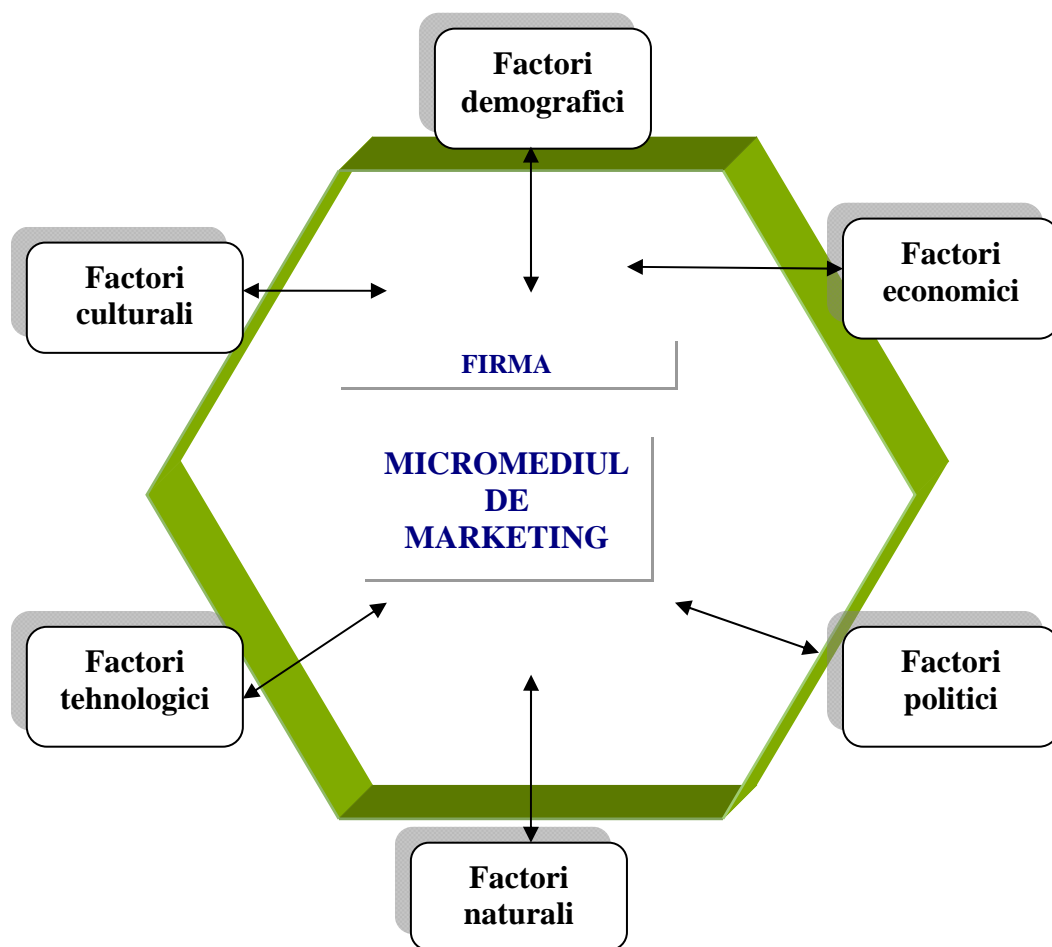 Factori
demografici
Factori
economici
Factori
culturali
FIRMA
MICROMEDIUL
DE
MARKETING
Factori
tehnologici
Factori
politici
Factori
naturali